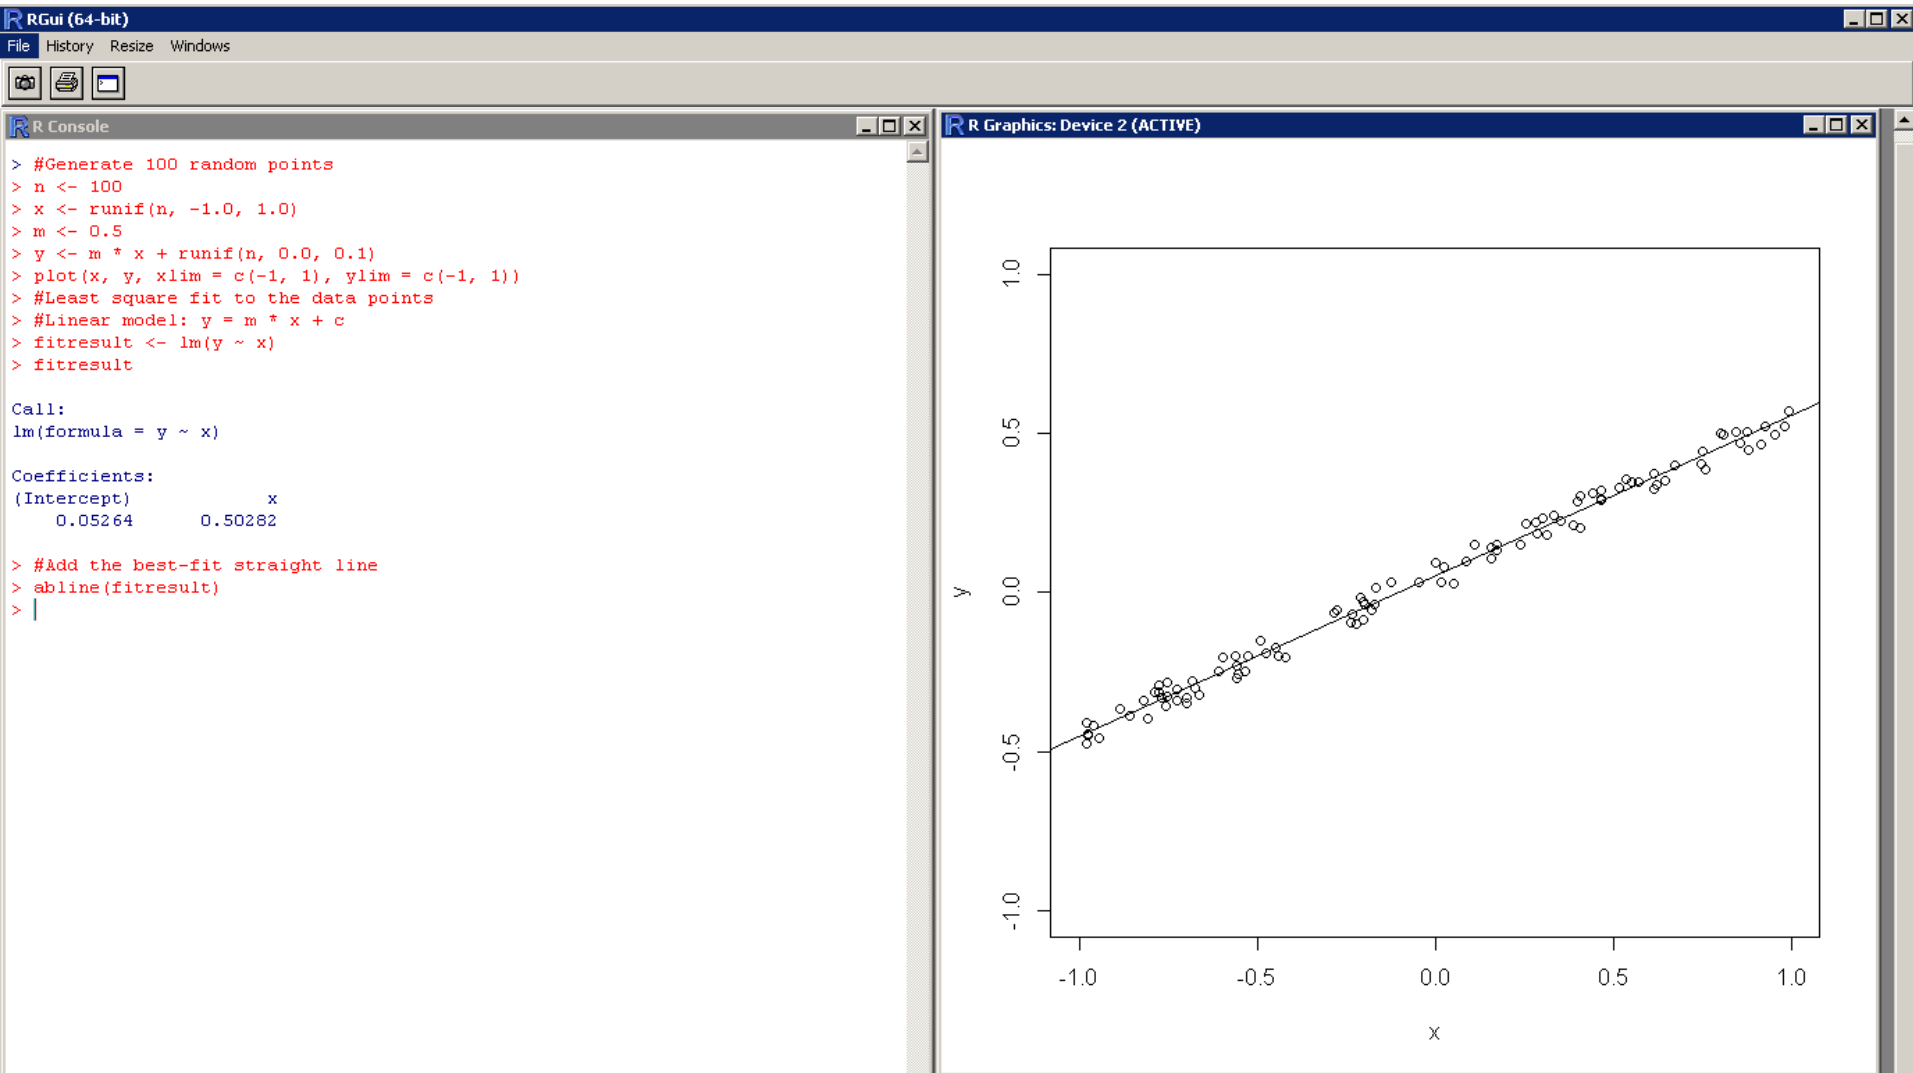 RGui (64-bit)
File History Resize Windows
R Console
> #Generate 100 random points
> n <- 100
> x <- runif(n, -1.0, 1.0)
> m <- 0.5
> y <- m * x + runif(n, 0.0, 0.1)
> plot(x, y, xlim = c(-1, 1), ylim = c(-1, 1))
> #Least square fit to the data points
> #Linear model: y = m * x + c
> fitresult <- lm(y ~ x)
> fitresult
Call:
lm(formula = y ~ x)
Coefficients:
(Intercept)            x
    0.05264      0.50282
> #Add the best-fit straight line
> abline(fitresult)
>
R Graphics: Device 2 (ACTIVE)
1.0
0.5
0.0
-0.5
-1.0
y
-1.0 -0.5 0.0 0.5 1.0
x